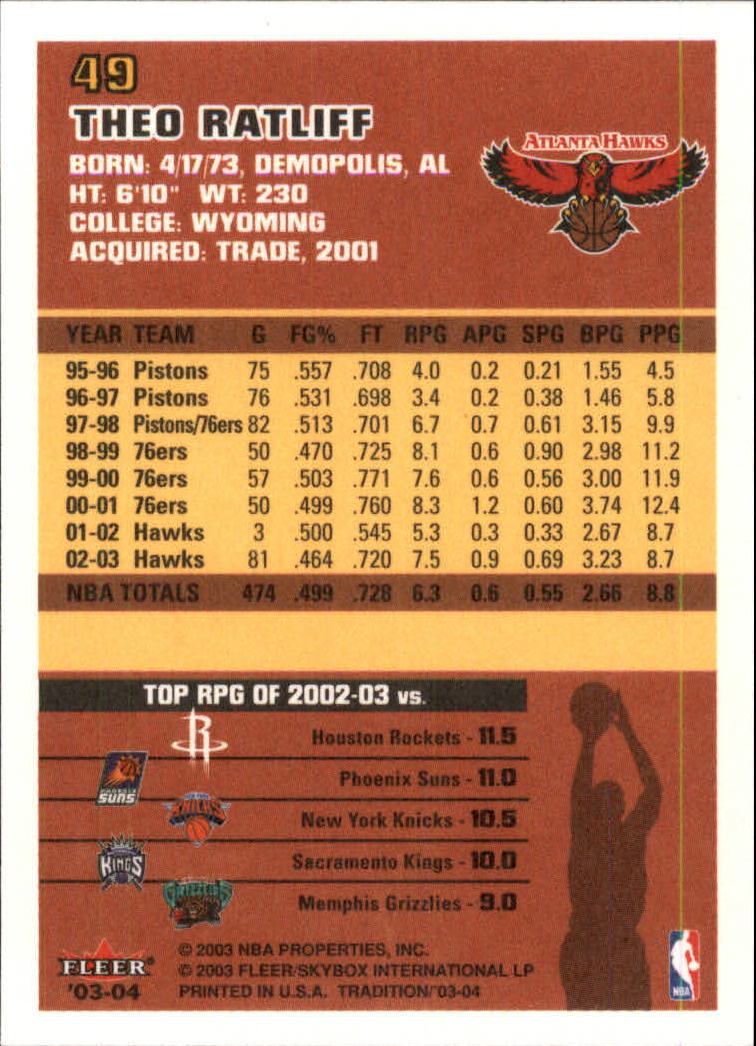 49
THEO RATLIFF
BORN: 4/17/73, DEMOPOLIS, AL
HT: 6'10" WT: 230
COLLEGE: WYOMING
ACQUIRED: TRADE, 2001
ATLANTA HAWKS
YEAR TEAM G FG% FT RPG APG SPG BPG PPG
95-96 Pistons 75 .557 .708 4.0 0.2 0.21 1.55 4.5
96-97 Pistons 76 .531 .698 3.4 0.2 0.38 1.46 5.8
97-98 Pistons/76ers 82 .513 .701 6.7 0.7 0.61 3.15 9.9
98-99 76ers 50 .470 .725 8.1 0.6 0.90 2.98 11.2
99-00 76ers 57 .503 .771 7.6 0.6 0.56 3.00 11.9
00-01 76ers 50 .499 .760 8.3 1.2 0.60 3.74 12.4
01-02 Hawks 3 .500 .545 5.3 0.3 0.33 2.67 8.7
02-03 Hawks 81 .464 .720 7.5 0.9 0.69 3.23 8.7
NBA TOTALS 474 .499 .728 6.3 0.6 0.55 2.66 8.8
TOP RPG OF 2002-03 vs.
R
Houston Rockets - 11.5
PHOENIX
SUNS
Phoenix Suns - 11.0
NEW YORK
KNICKS
New York Knicks - 10.5
KINGS
Sacramento Kings - 10.0
GRIZZLIES
Memphis Grizzlies - 9.0
FLEER®
'03-04
© 2003 NBA PROPERTIES, INC.
© 2003 FLEER/SKYBOX INTERNATIONAL LP
PRINTED IN U.S.A. TRADITION/'03-04
NBA